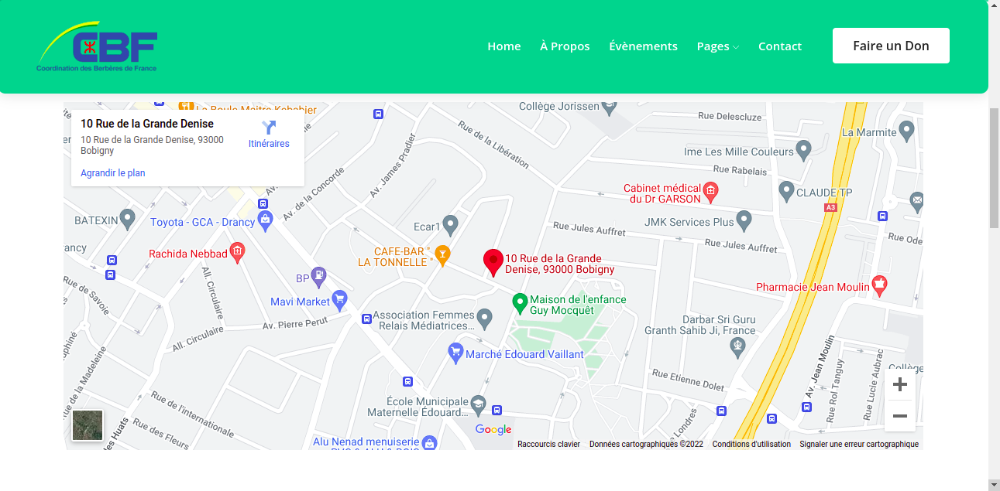 CBF
Coordination des Berbères de France
Home
À Propos
Évènements
Pages
Contact
Faire un Don
10 Rue de la Grande Denise
10 Rue de la Grande Denise, 93000
Bobigny
Itinéraires
Agrandir le plan
La Boule Maitre Kebabier
Collège Jorissen
Rue Delescluze
La Marmite
Rue de la Libération
Av. James Pradier
Ime Les Mille Couleurs
Rue Rabelais
Av. de la Concorde
Cabinet médical
du Dr GARSON
CLAUDE TP
A3
BATEXIN
Toyota - GCA - Drancy
Ecar1
Rue Jules Auffret
JMK Services Plus
Rue Jules Auffret
Rue Ode
ancy
Rachida Nebbad
CAFE-BAR "
LA TONNELLE "
10 Rue de la Grande
Denise, 93000 Bobigny
BP
All. Circulaire
Rue de Savoie
Mavi Market
Maison de l'enfance
Guy Mocquet
Pharmacie Jean Moulin
Association Femmes
Relais Médiatrices...
Av. Pierre Perut
All. Circulaire
Darbar Sri Guru
Granth Sahib Ji, France
Marché Edouard Vaillant
ue de la Madeleine
Av. Jean Moulin
Collège
Rue Etienne Dolet
Rue Rol Tanguy
Rue Lucie Aubrac
École Municipale
Maternelle Édouard...
Rue de l'internationale
Rue des Fleurs
des Huats
Londres
Google
Alu Nenad menuiserie
Raccourcis clavier
Données cartographiques ©2022
Conditions d'utilisation
Signaler une erreur cartographique